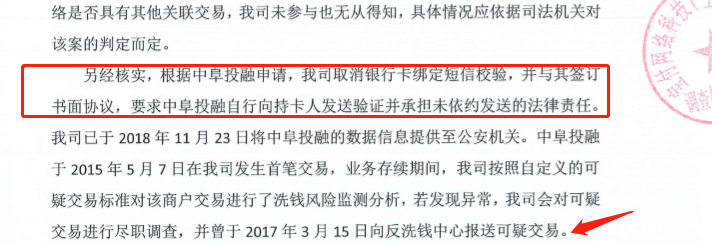 络是否具有其他关联交易，我司未参与也无从得知，具体情况应依据司法机关对
该案的判定而定。
另经核实，根据中阜投融申请，我司取消银行卡绑定短信校验，并与其签订
书面协议，要求中阜投融自行向持卡人发送验证并承担未依约发送的法律责任。
我司已于 2018 年 11 月 23 日将中阜投融的数据信息提供至公安机关。中阜投融
于 2015 年 5 月 7 日在我司发生首笔交易，业务存续期间，我司按照自定义的可
疑交易标准对该商户交易进行了洗钱风险监测分析，若发现异常，我司会对可疑
交易进行尽职调查，并曾于 2017 年 3 月 15 日向反洗钱中心报送可疑交易。
网络科技